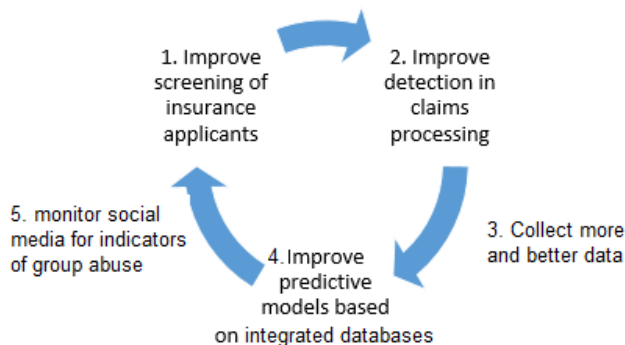 1. Improve
screening of
insurance
applicants
2. Improve
detection in
claims
processing
3. Collect more
and better data
4. Improve
predictive
models based
on integrated databases
5. monitor social
media for indicators
of group abuse